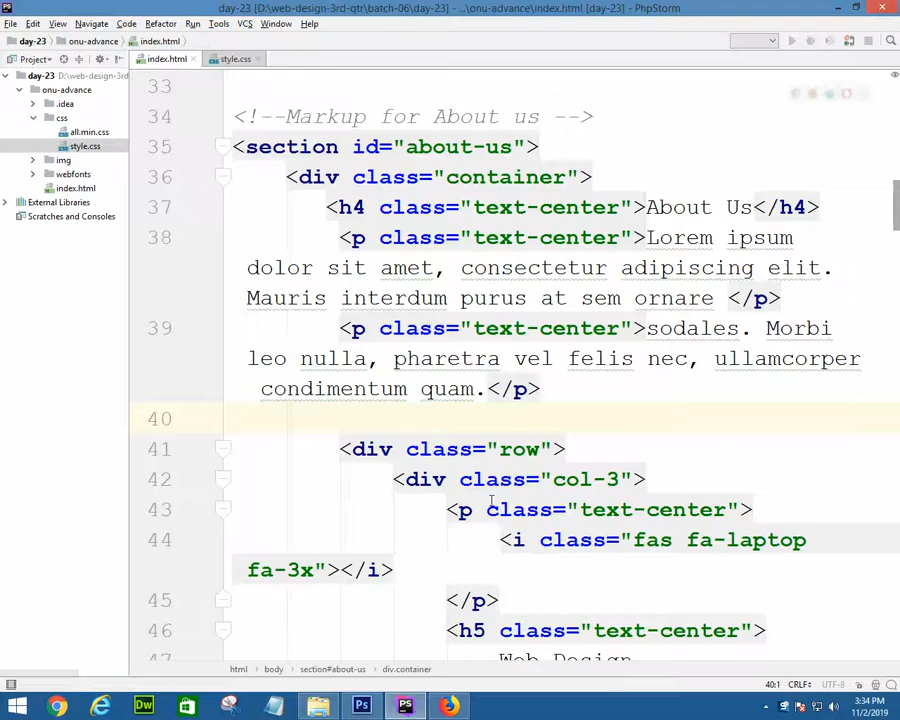 day-23 [D:\web-design-3rd-qtr\batch-06\day-23] - ...\onu-advance\index.html [day-23] - PhpStorm
File Edit View Navigate Code Refactor Run Tools VCS Window Help
day-23 onu-advance index.html
Project index.html style.css
day-23 D:\web-design-3rd
onu-advance
.idea
css
all.min.css
style.css
img
webfonts
index.html
External Libraries
Scratches and Consoles
33
34 <!--Markup for About us -->
35 <section id="about-us">
36 <div class="container">
37 <h4 class="text-center">About Us</h4>
38 <p class="text-center">Lorem ipsum
dolor sit amet, consectetur adipiscing elit.
Mauris interdum purus at sem ornare </p>
39 <p class="text-center">sodales. Morbi
leo nulla, pharetra vel felis nec, ullamcorper
condimentum quam.</p>
40
41 <div class="row">
42 <div class="col-3">
43 <p class="text-center">
44 <i class="fas fa-laptop
fa-3x"></i>
45 </p>
46 <h5 class="text-center">
47 Web Design
html body section#about-us div.container
40:1 CRLF UTF-8
3:34 PM
11/2/2019